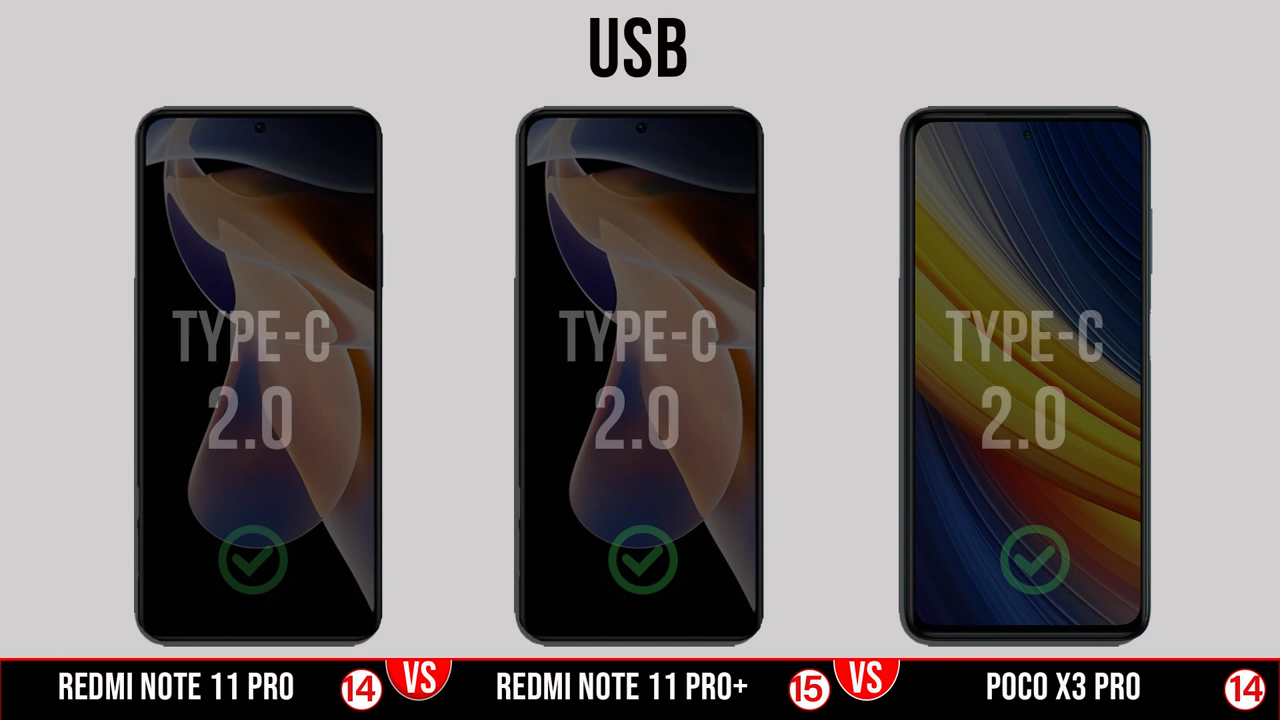 USB
TYPE-C
2.0
TYPE-C
2.0
TYPE-C
2.0
REDMI NOTE 11 PRO
14
VS
REDMI NOTE 11 PRO+
15
VS
POCO X3 PRO
14